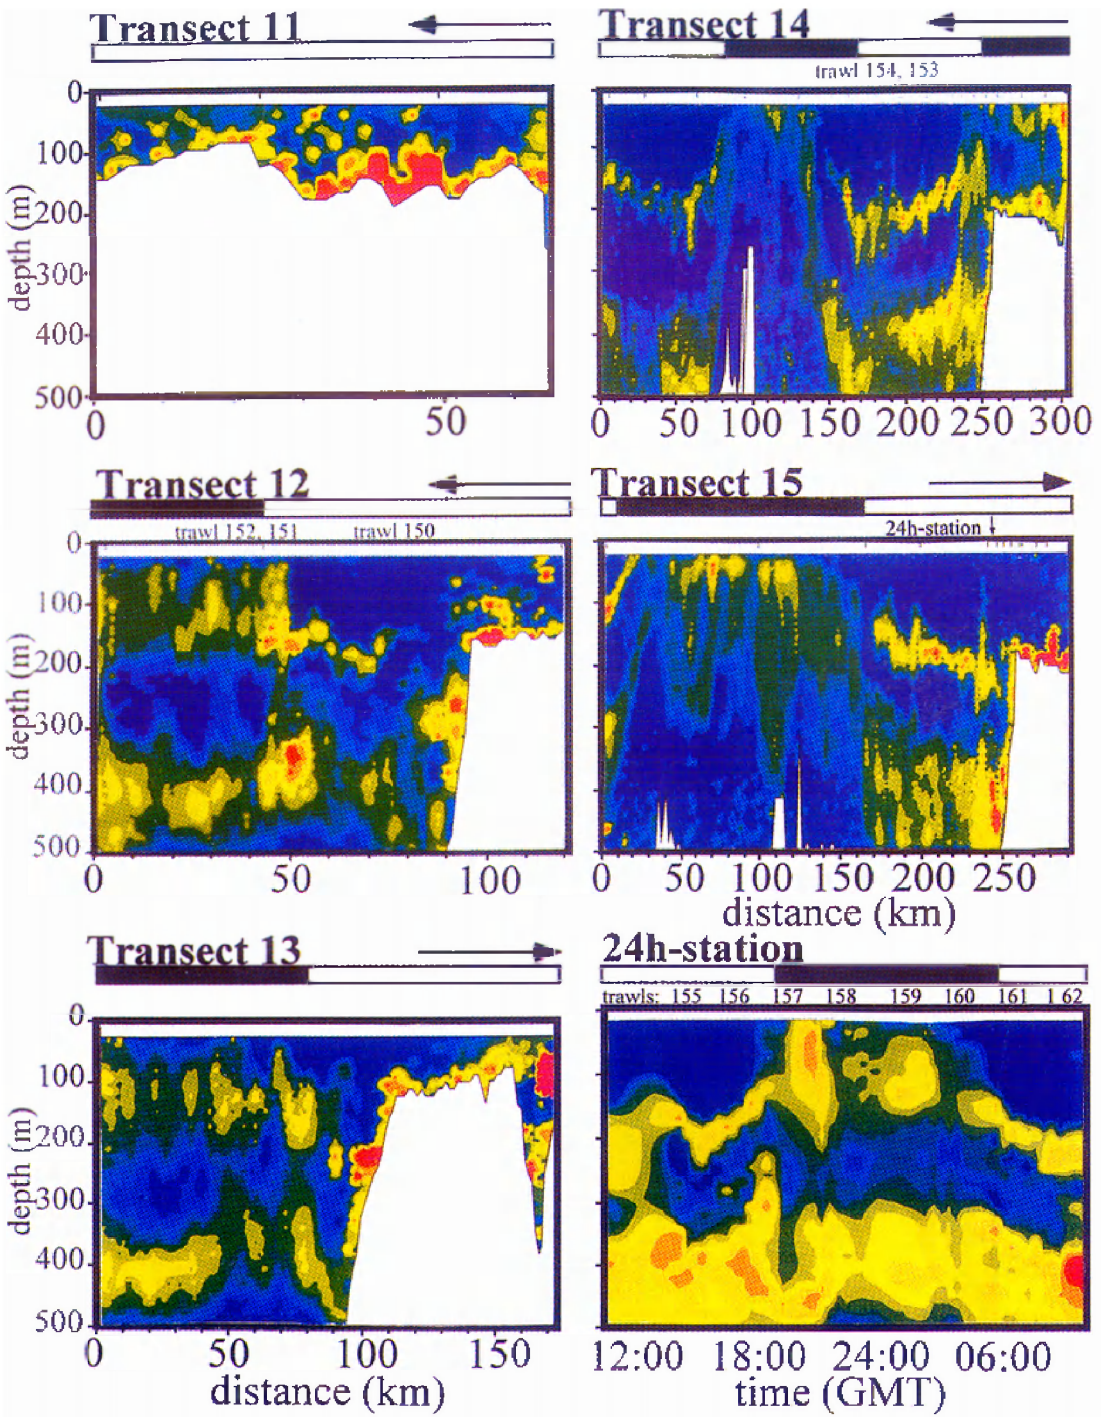 Transect 11
0
100
200
300
400
500
depth (m)
0 50
Transect 14
trawl 154, 153
0 50 100 150 200 250 300
Transect 12
trawl 152, 151 trawl 150
0
100
200
300
400
500
depth (m)
0 50 100
Transect 15
24h-station
0 50 100 150 200 250
distance (km)
Transect 13
0
100
200
300
400
500
depth (m)
0 50 100 150
distance (km)
24h-station
trawls: 155 156 157 158 159 160 161 162
12:00 18:00 24:00 06:00
time (GMT)